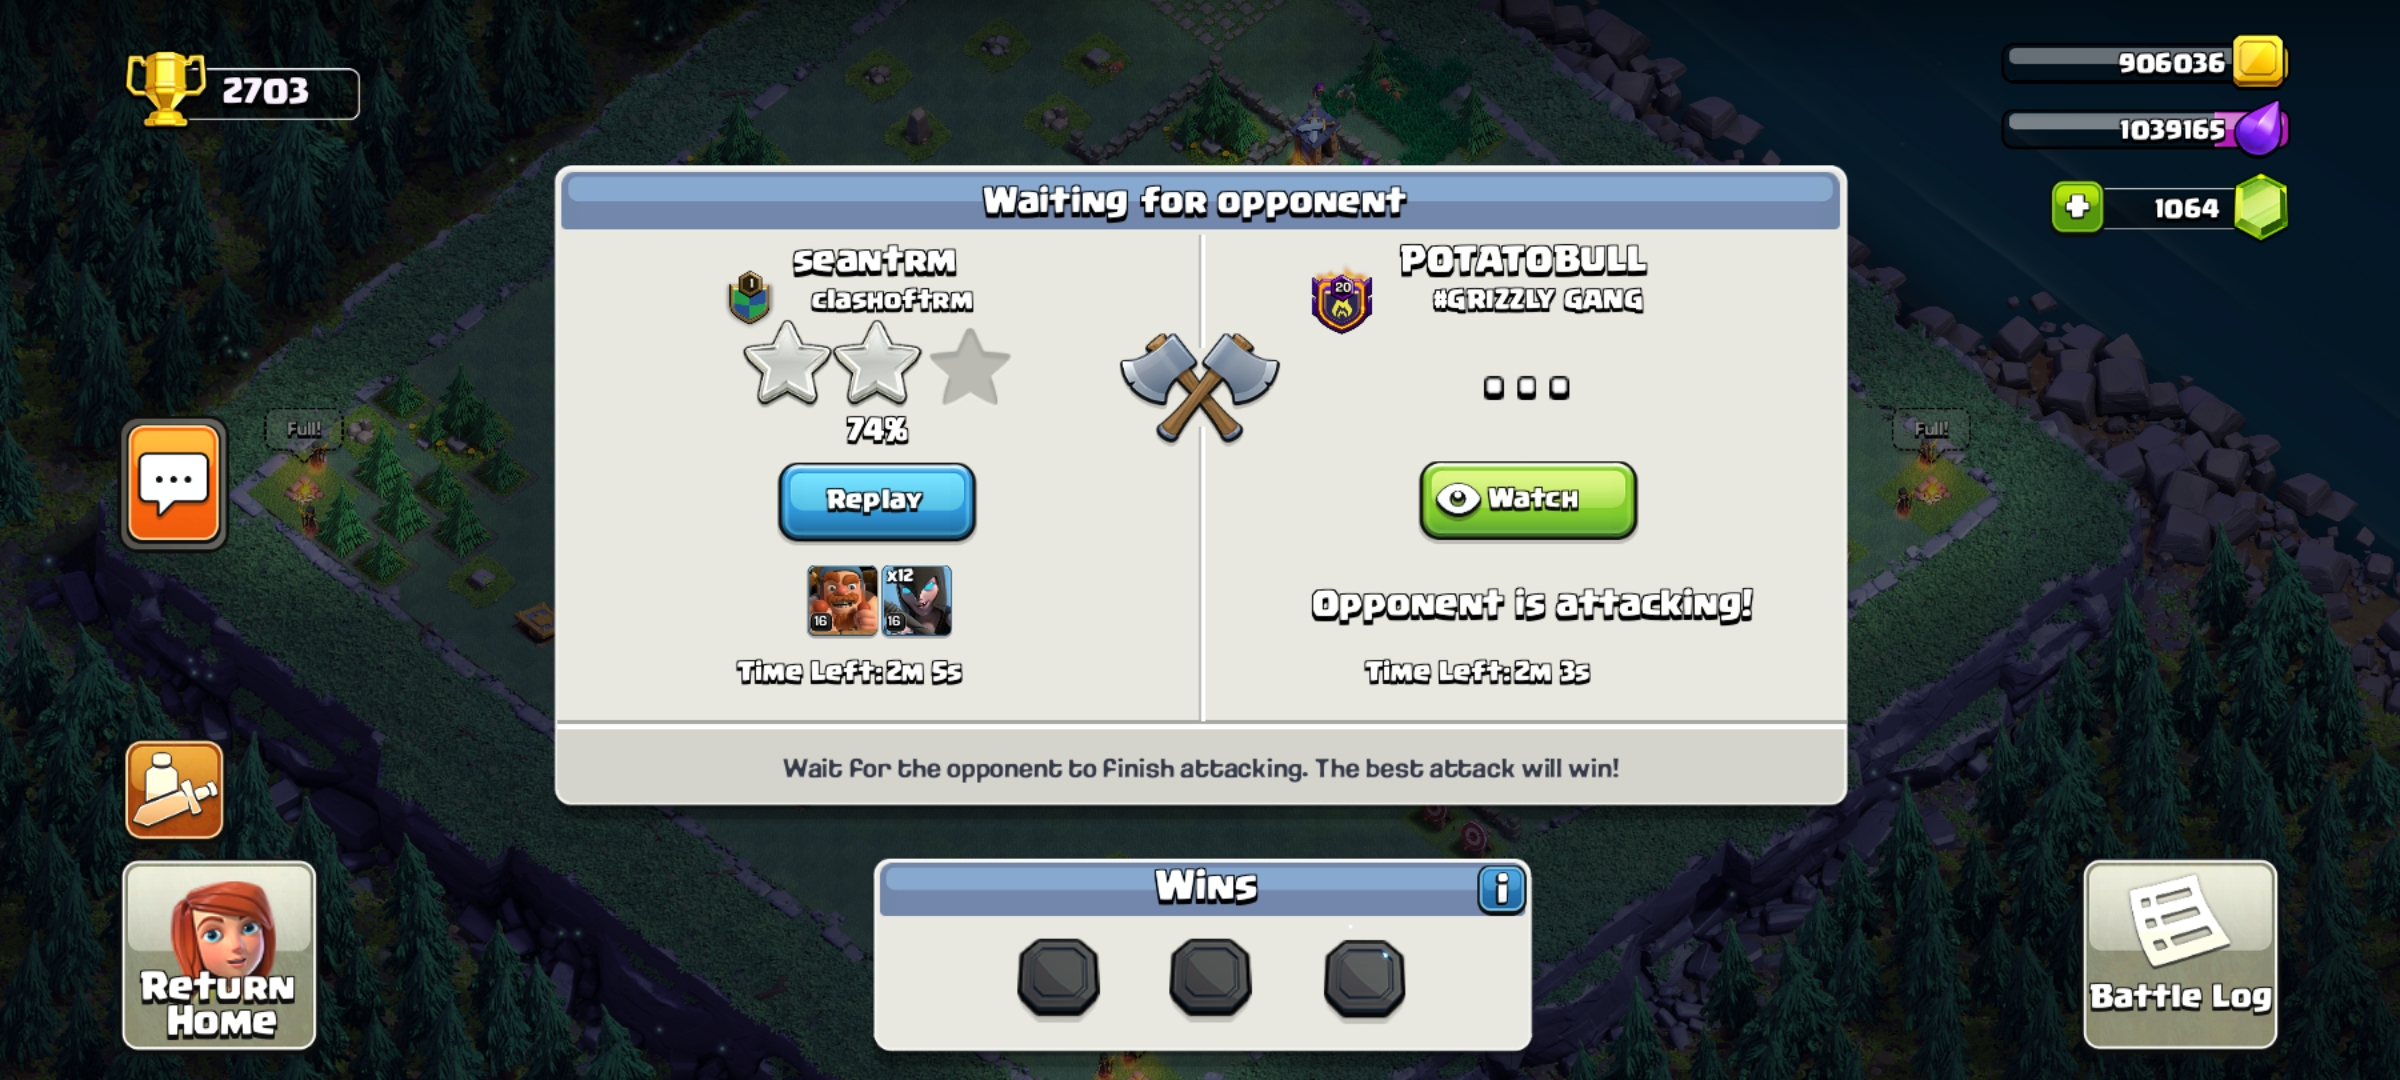 2703
906036
1039165
1064
Full!
Full!
Waiting for opponent
seantrm
1
clashoftrm
74%
Replay
x12
16
16
Time Left:2m 5s
POTATOBULL
20
#GRIZZLY GANG
Watch
Opponent is attacking!
Time Left:2m 3s
Wait for the opponent to finish attacking. The best attack will win!
Wins
i
Return
Home
Battle Log